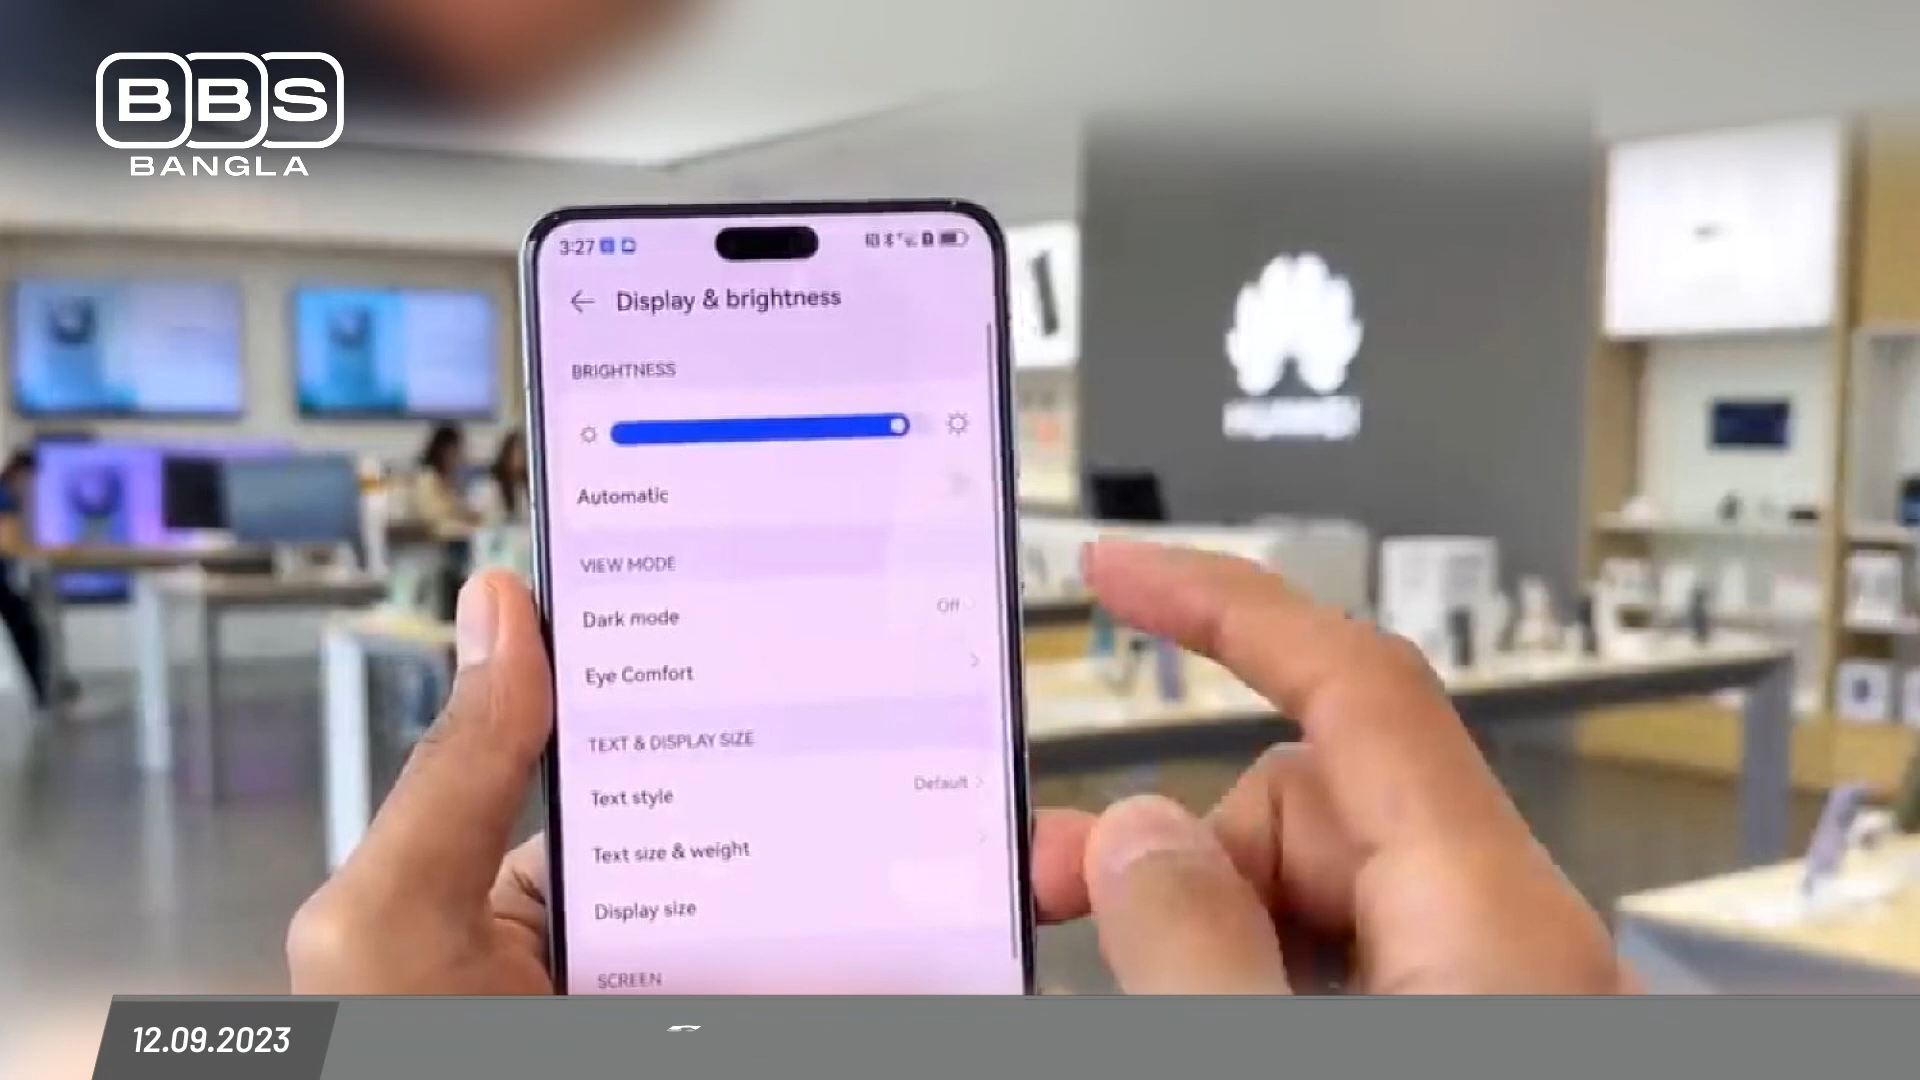 BBS
BANGLA
3:27
Display & brightness
BRIGHTNESS
Automatic
VIEW MODE
Dark mode
Off
Eye Comfort
TEXT & DISPLAY SIZE
Text style
Default
Text size & weight
Display size
SCREEN
HUAWEI
12.09.2023